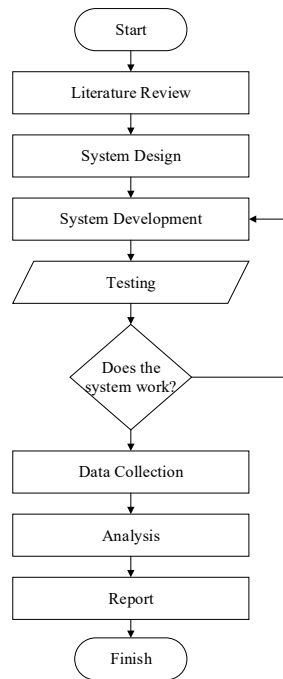 Start
Literature Review
System Design
System Development
Testing
Does the
system work?
Data Collection
Analysis
Report
Finish